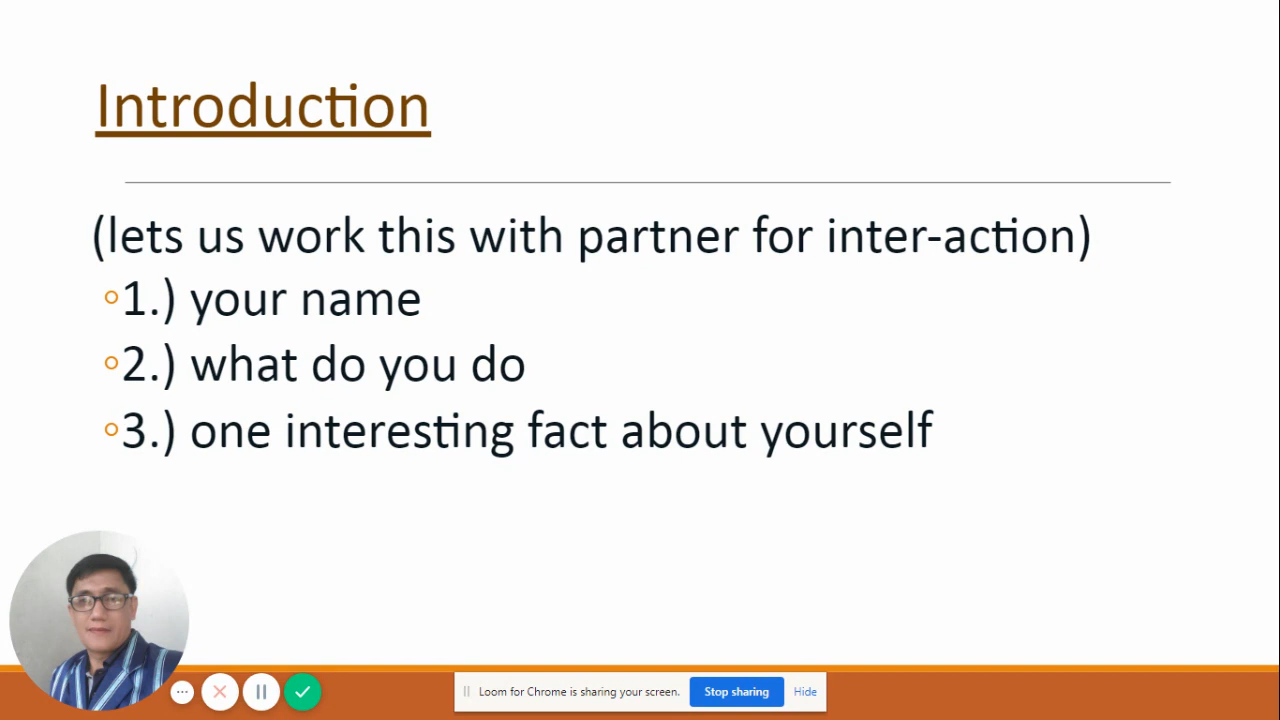 Introduction
(lets us work this with partner for inter-action)
1.) your name
2.) what do you do
3.) one interesting fact about yourself
Loom for Chrome is sharing your screen. Stop sharing Hide